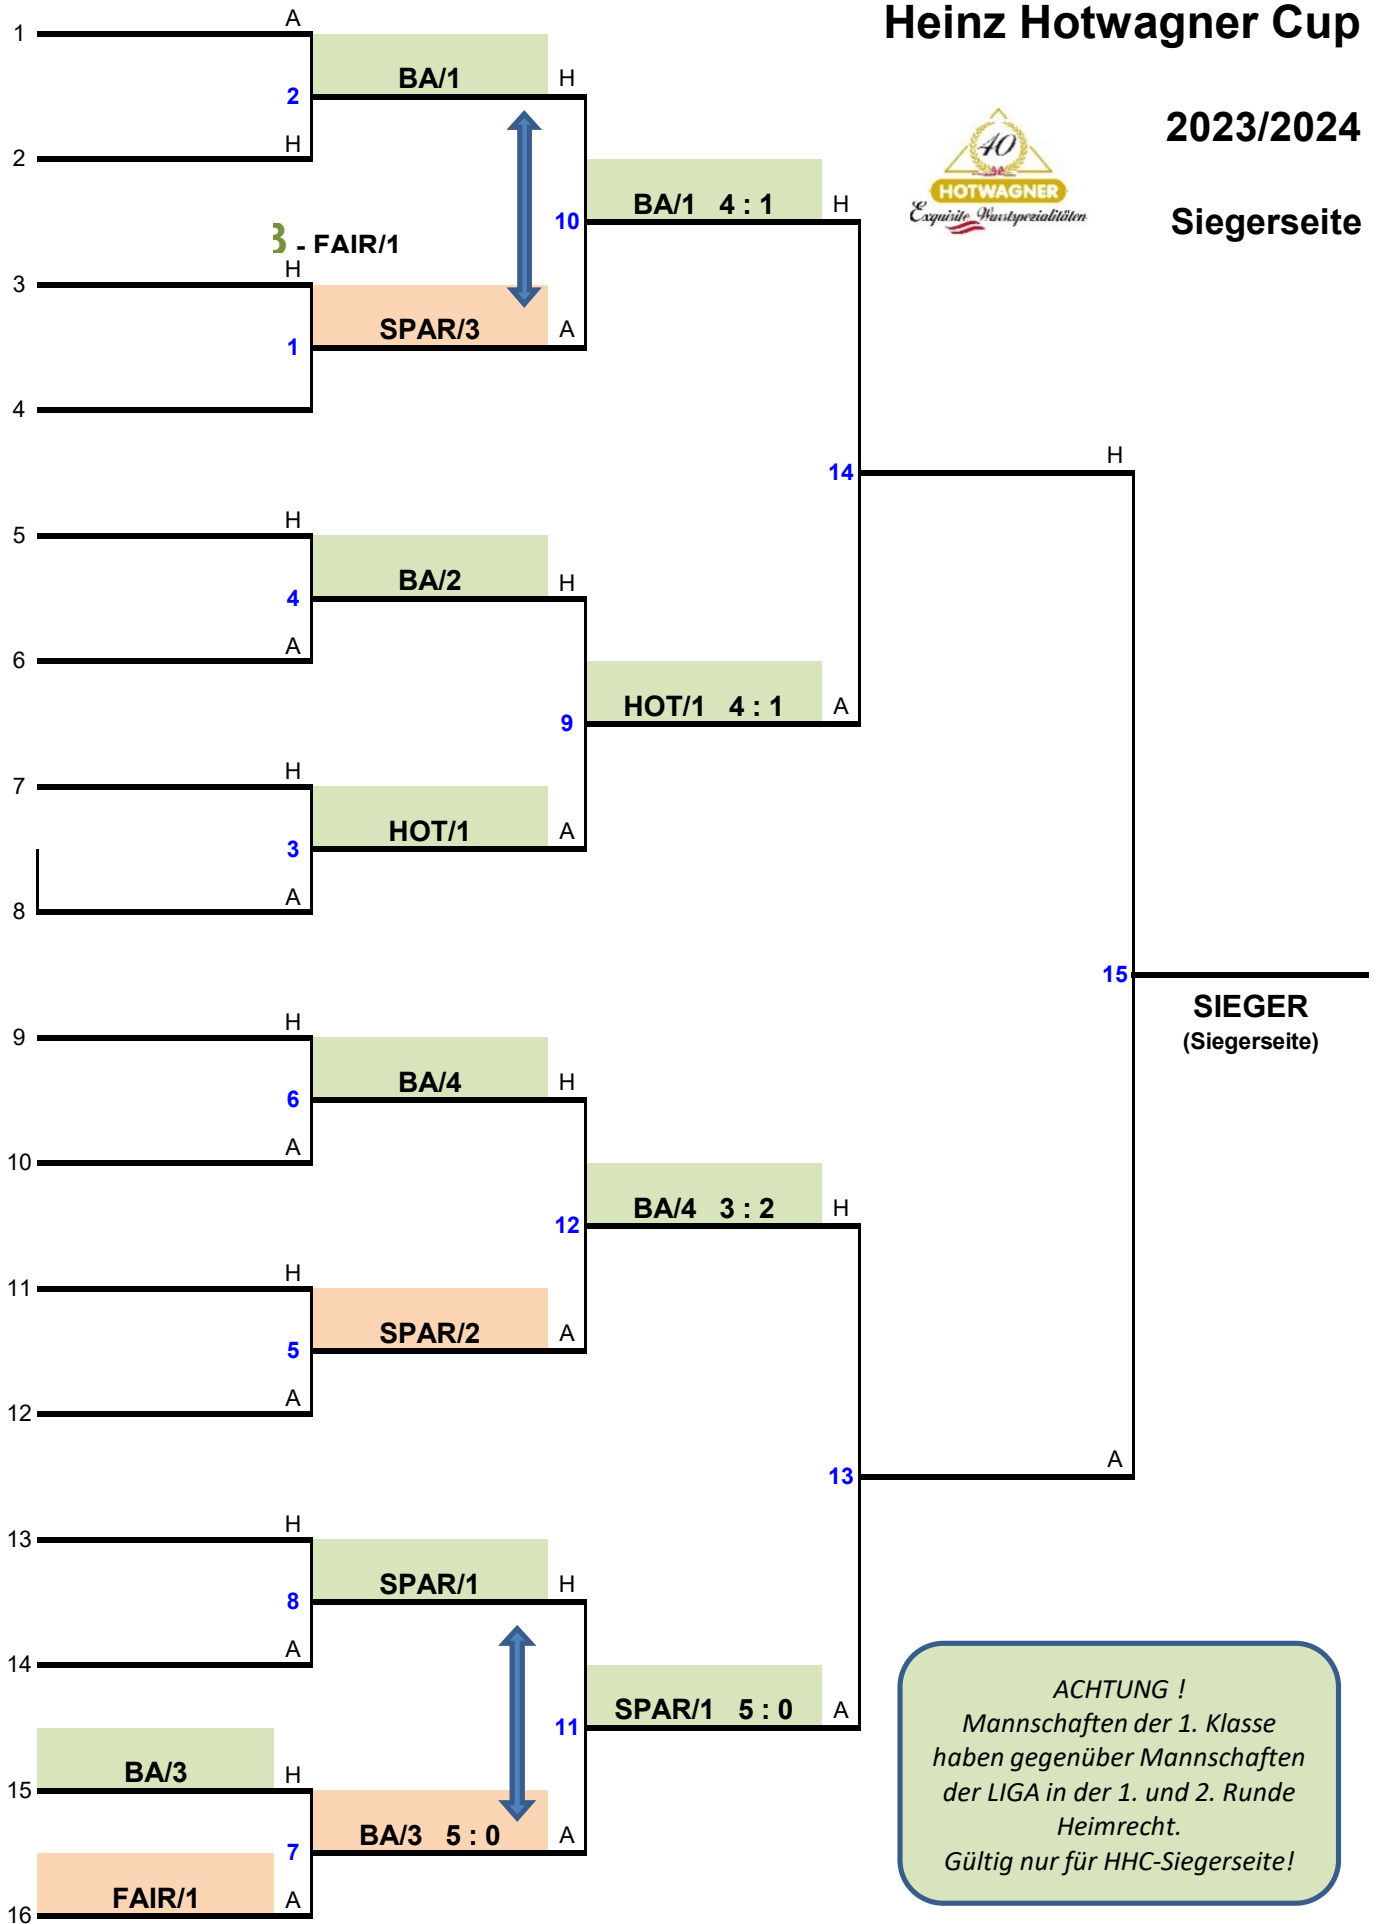 Heinz Hotwagner Cup
2023/2024
Siegerseite
40
HOTWAGNER
Exquisite Wurstspezialitäten
1
A
BA/1
H
2
2
H
BA/1 4 : 1
H
10
3 - FAIR/1
3
H
SPAR/3
A
1
4
14
H
5
H
BA/2
H
4
6
A
HOT/1 4 : 1
A
9
7
H
HOT/1
A
3
8
A
15
SIEGER
(Siegerseite)
9
H
BA/4
H
6
10
A
BA/4 3 : 2
H
12
11
H
SPAR/2
A
5
12
A
13
A
13
H
SPAR/1
H
8
14
A
SPAR/1 5 : 0
A
11
BA/3
H
15
BA/3 5 : 0
A
7
FAIR/1
A
16
ACHTUNG !
Mannschaften der 1. Klasse
haben gegenüber Mannschaften
der LIGA in der 1. und 2. Runde
Heimrecht.
Gültig nur für HHC-Siegerseite!